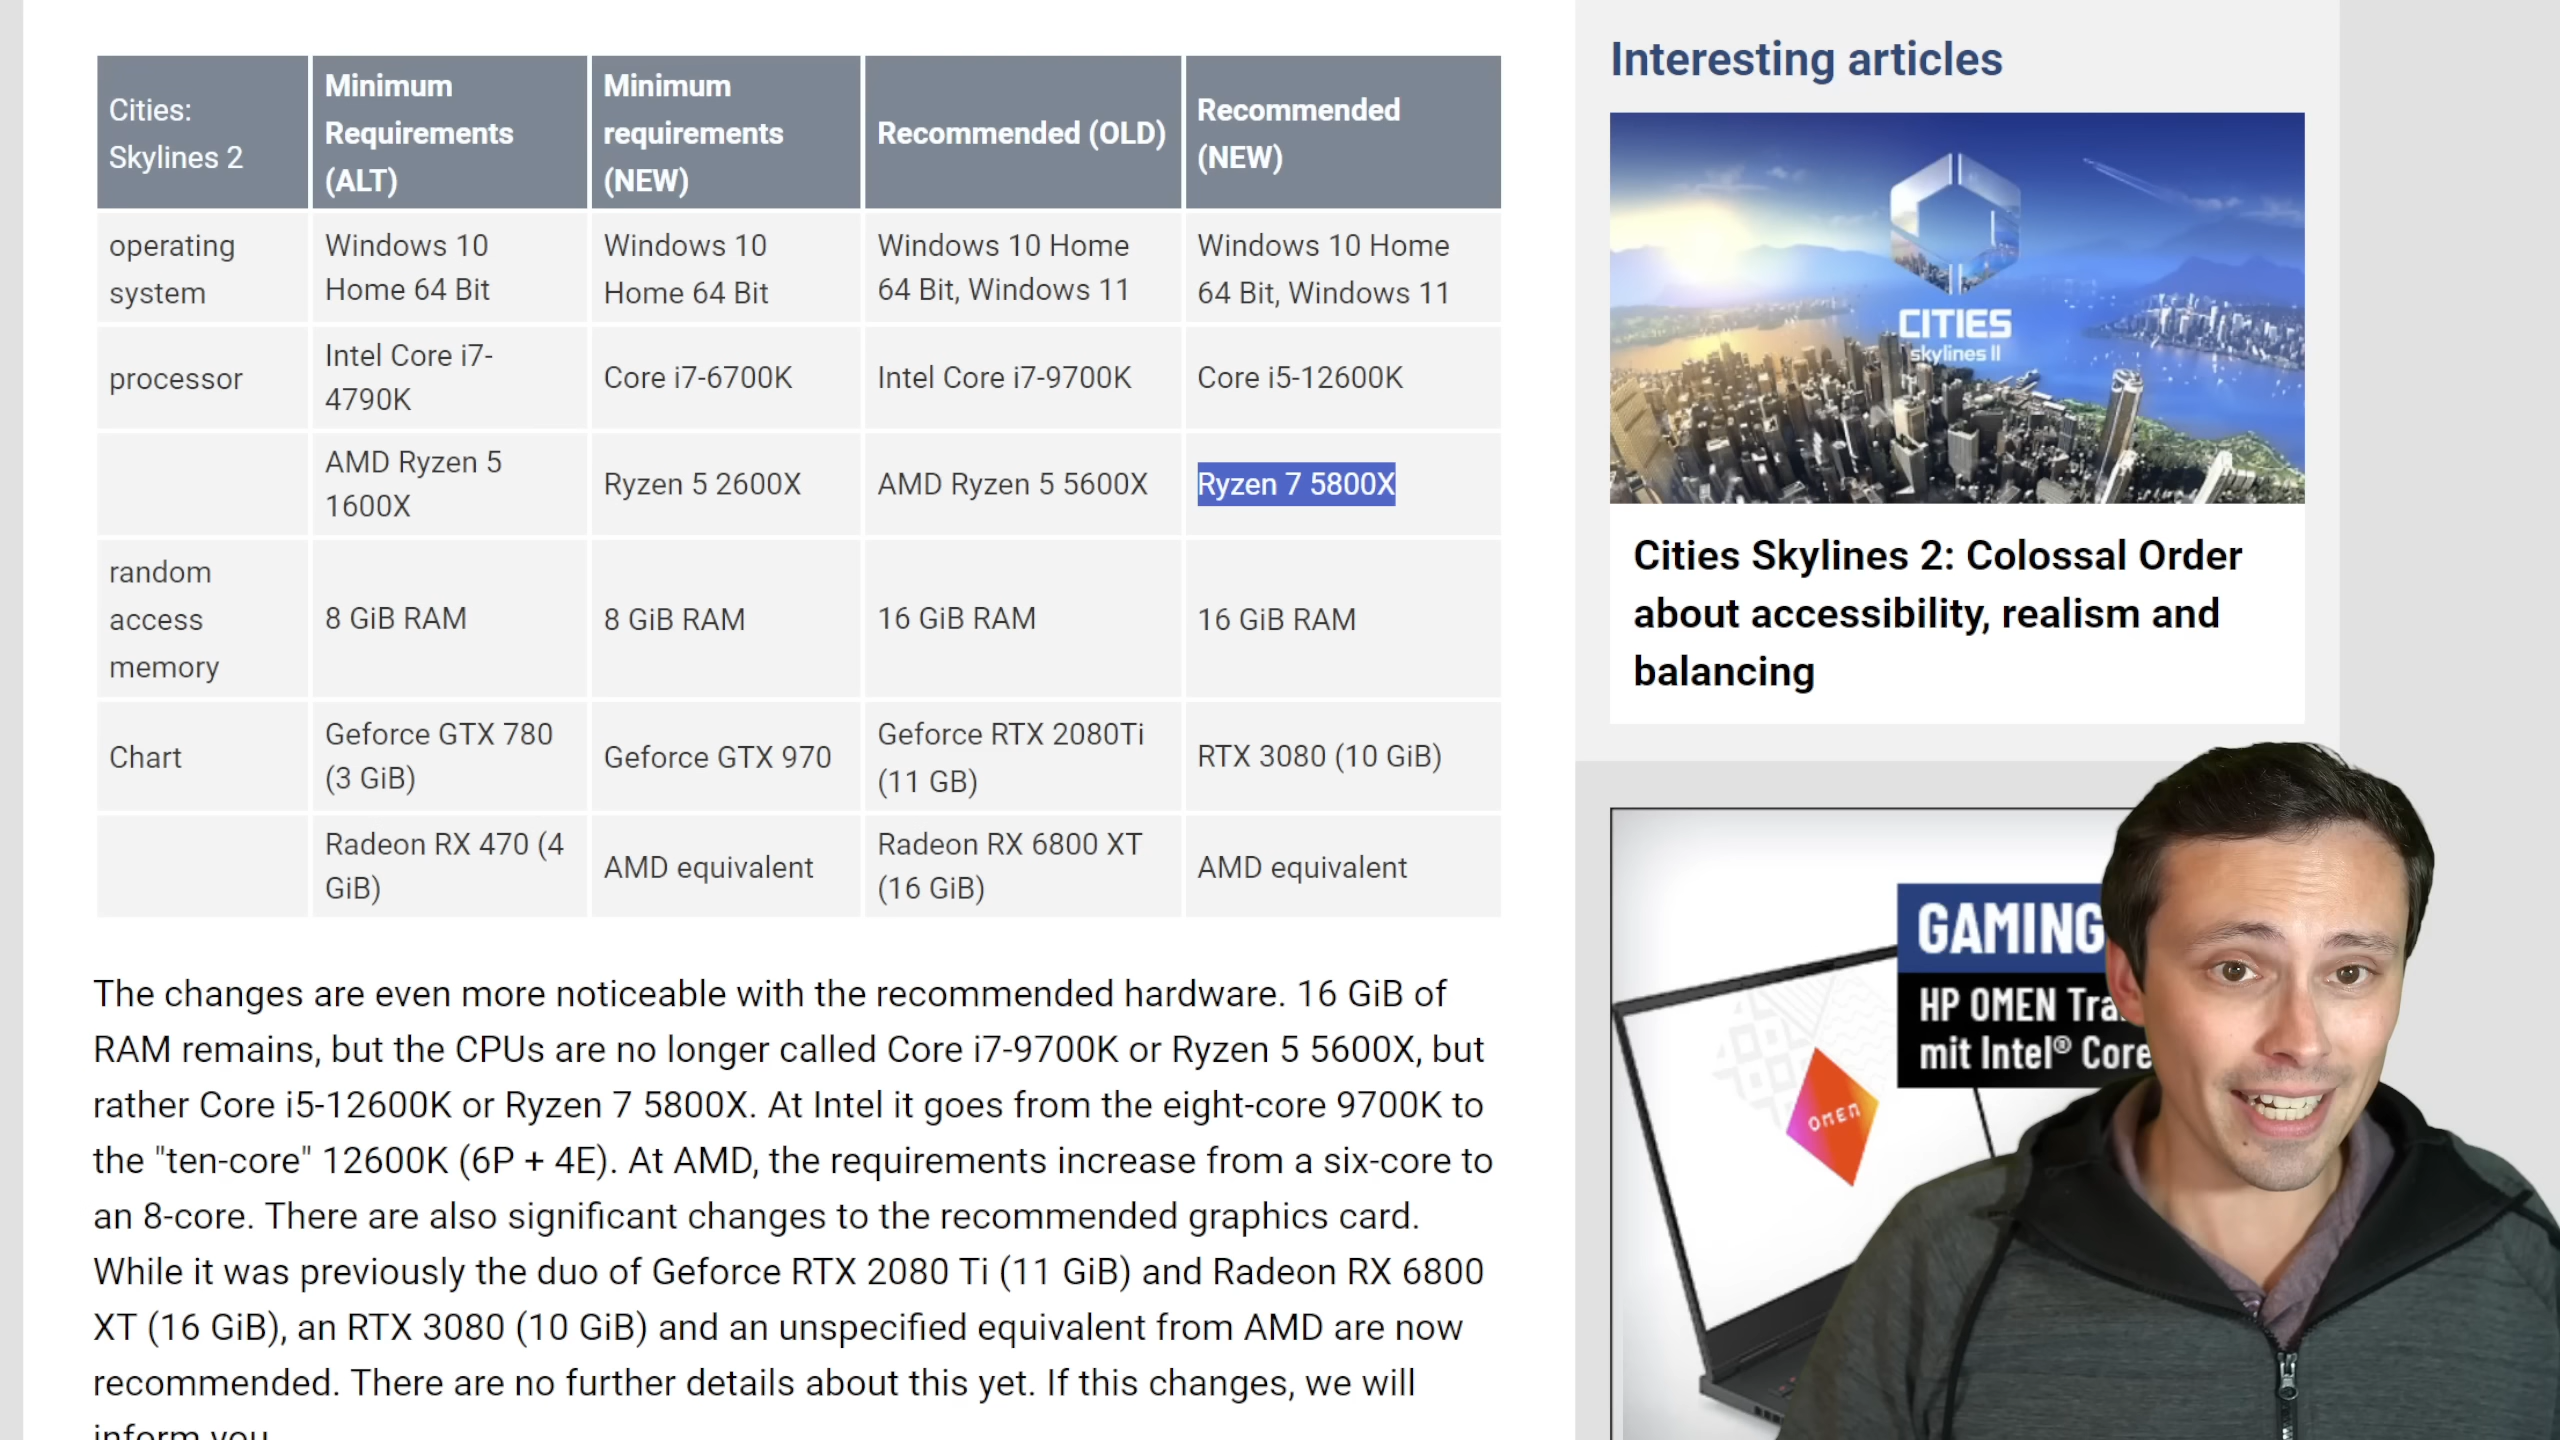 Cities:
Skylines 2
Minimum
Requirements
(ALT)
Minimum
requirements
(NEW)
Recommended (OLD)
Recommended
(NEW)
operating
system
Windows 10
Home 64 Bit
Windows 10
Home 64 Bit
Windows 10 Home
64 Bit, Windows 11
Windows 10 Home
64 Bit, Windows 11
processor
Intel Core i7-
4790K
Core i7-6700K
Intel Core i7-9700K
Core i5-12600K
AMD Ryzen 5
1600X
Ryzen 5 2600X
AMD Ryzen 5 5600X
Ryzen 7 5800X
random
access
memory
8 GiB RAM
8 GiB RAM
16 GiB RAM
16 GiB RAM
Chart
Geforce GTX 780
(3 GiB)
Geforce GTX 970
Geforce RTX 2080Ti
(11 GB)
RTX 3080 (10 GiB)
Radeon RX 470 (4
GiB)
AMD equivalent
Radeon RX 6800 XT
(16 GiB)
AMD equivalent
The changes are even more noticeable with the recommended hardware. 16 GiB of
RAM remains, but the CPUs are no longer called Core i7-9700K or Ryzen 5 5600X, but
rather Core i5-12600K or Ryzen 7 5800X. At Intel it goes from the eight-core 9700K to
the "ten-core" 12600K (6P + 4E). At AMD, the requirements increase from a six-core to
an 8-core. There are also significant changes to the recommended graphics card.
While it was previously the duo of Geforce RTX 2080 Ti (11 GiB) and Radeon RX 6800
XT (16 GiB), an RTX 3080 (10 GiB) and an unspecified equivalent from AMD are now
recommended. There are no further details about this yet. If this changes, we will
inform you
Interesting articles
CITIES
skylines II
Cities Skylines 2: Colossal Order
about accessibility, realism and
balancing
GAMING
HP OMEN
mit Intel® Core
OMEN